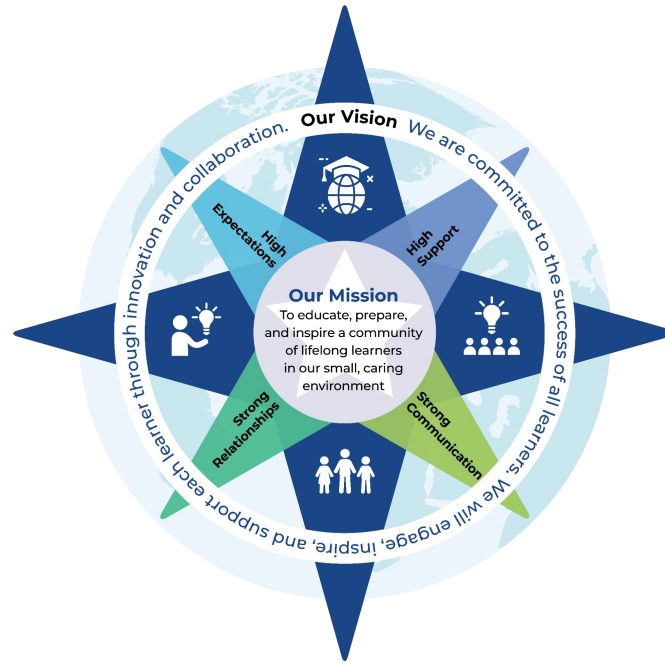 Our Vision We are committed to the success of all learners. We will engage, inspire, and support each learner through innovation and collaboration.
High
Expectations
High
Support
Our Mission
To educate, prepare,
and inspire a community
of lifelong learners
in our small, caring
environment
Strong
Relationships
Strong
Communication